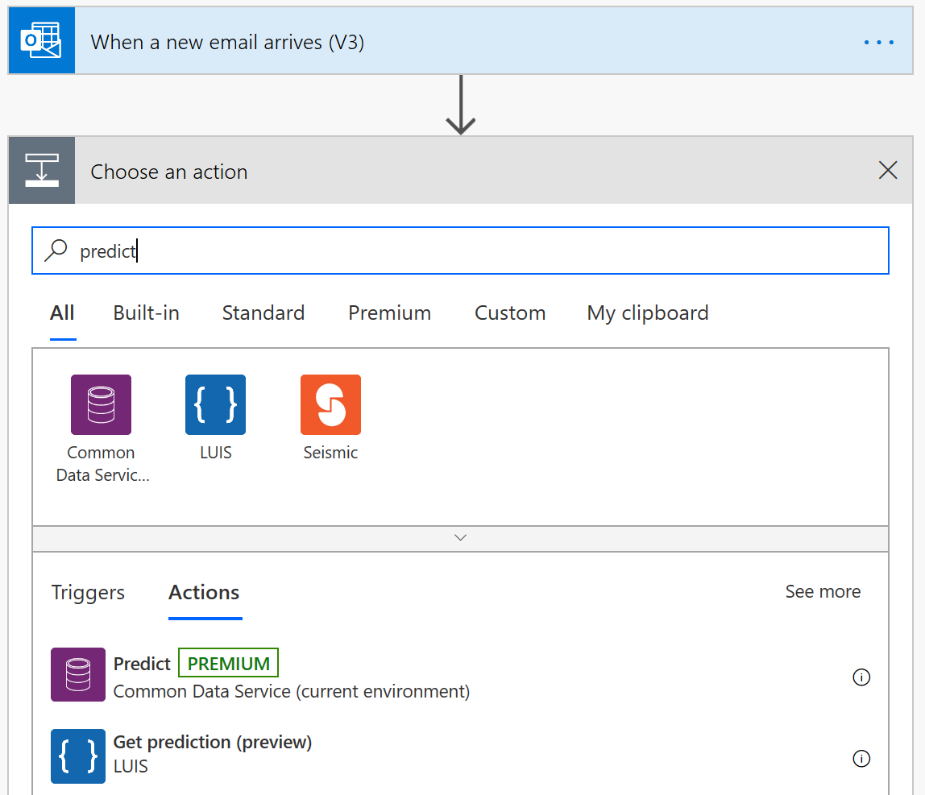 When a new email arrives (V3)
Choose an action
predict
All Built-in Standard Premium Custom My clipboard
Common
Data Servic...
LUIS
Seismic
Triggers Actions See more
Predict PREMIUM
Common Data Service (current environment)
Get prediction (preview)
LUIS